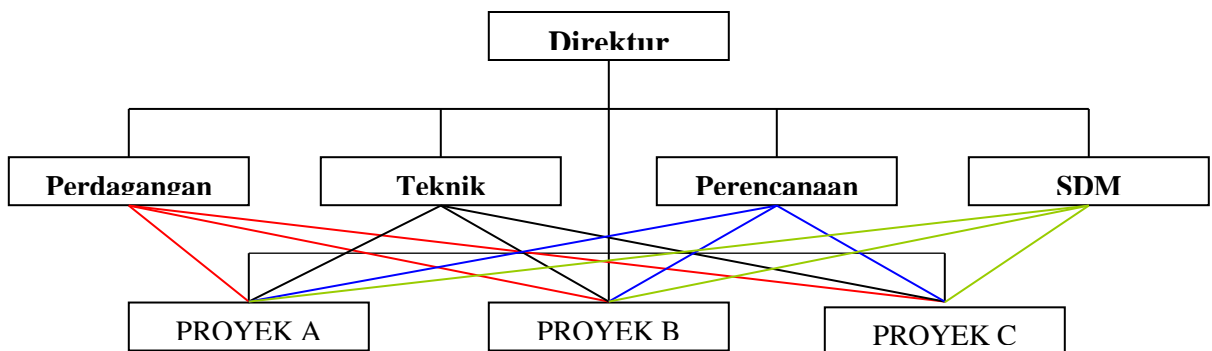 Direktur
Perdagangan
Teknik
Perencanaan
SDM
PROYEK A
PROYEK B
PROYEK C